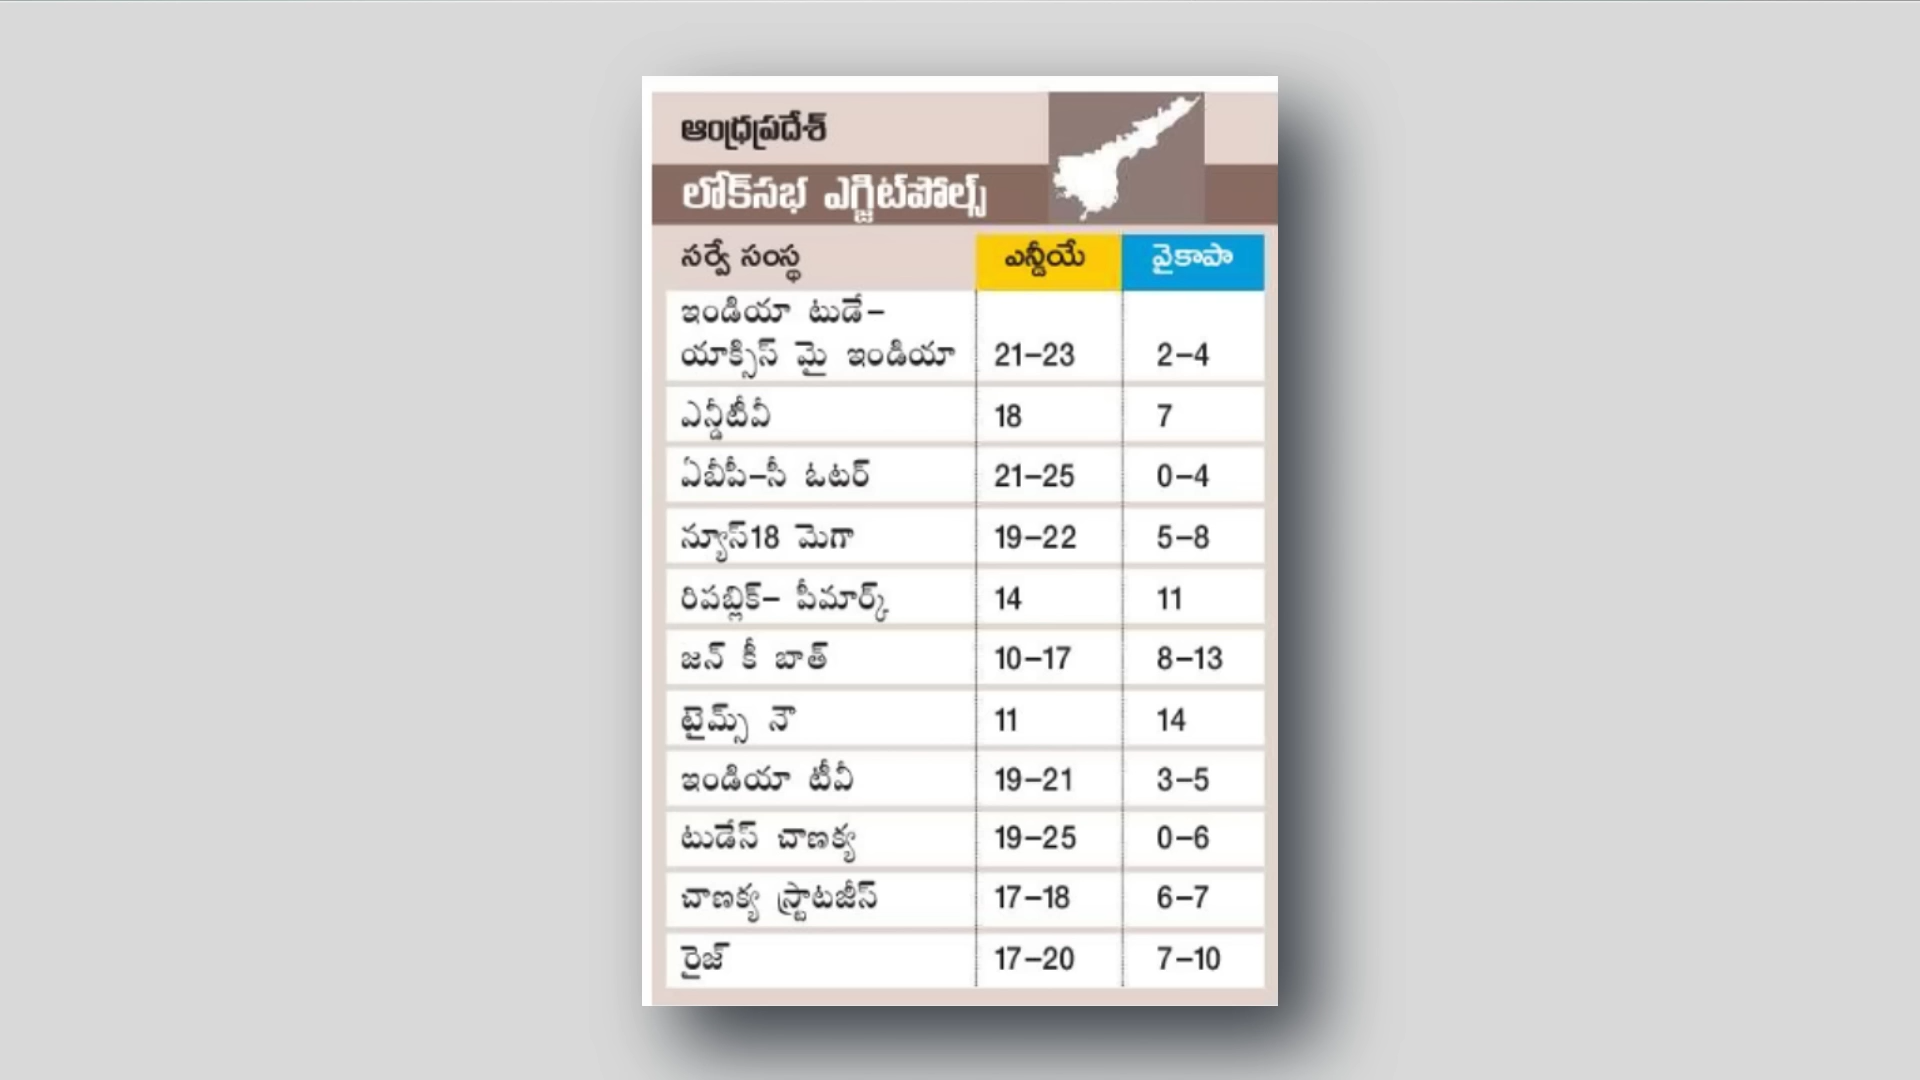 ఆంధ్రప్రదేశ్
లోక్‌సభ ఎగ్జిట్‌పోల్స్
సర్వే సంస్థ ఎన్డీయే వైకాపా
ఇండియా టుడే–
యాక్సిస్ మై ఇండియా 21–23 2–4
ఎన్డీటీవీ 18 7
ఏబీపీ–సీ ఓటర్ 21–25 0–4
న్యూస్18 మెగా 19–22 5–8
రిపబ్లిక్– పీమార్క్ 14 11
జన్ కీ బాత్ 10–17 8–13
టైమ్స్ నౌ 11 14
ఇండియా టీవీ 19–21 3–5
టుడేస్ చాణక్య 19–25 0–6
చాణక్య స్ట్రాటజీస్ 17–18 6–7
రైజ్ 17–20 7–10